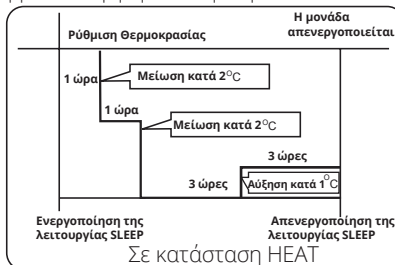 Ρύθμιση Θερμοκρασίας
Η μονάδα
απενεργοποιείται
1 ώρα
Μείωση κατά 2°C
1 ώρα
Μείωση κατά 2°C
3 ώρες
3 ώρες
Αύξηση κατά 1°C
Ενεργοποίηση της
λειτουργίας SLEEP
Απενεργοποίηση της
λειτουργίας SLEEP
Σε κατάσταση HEAT